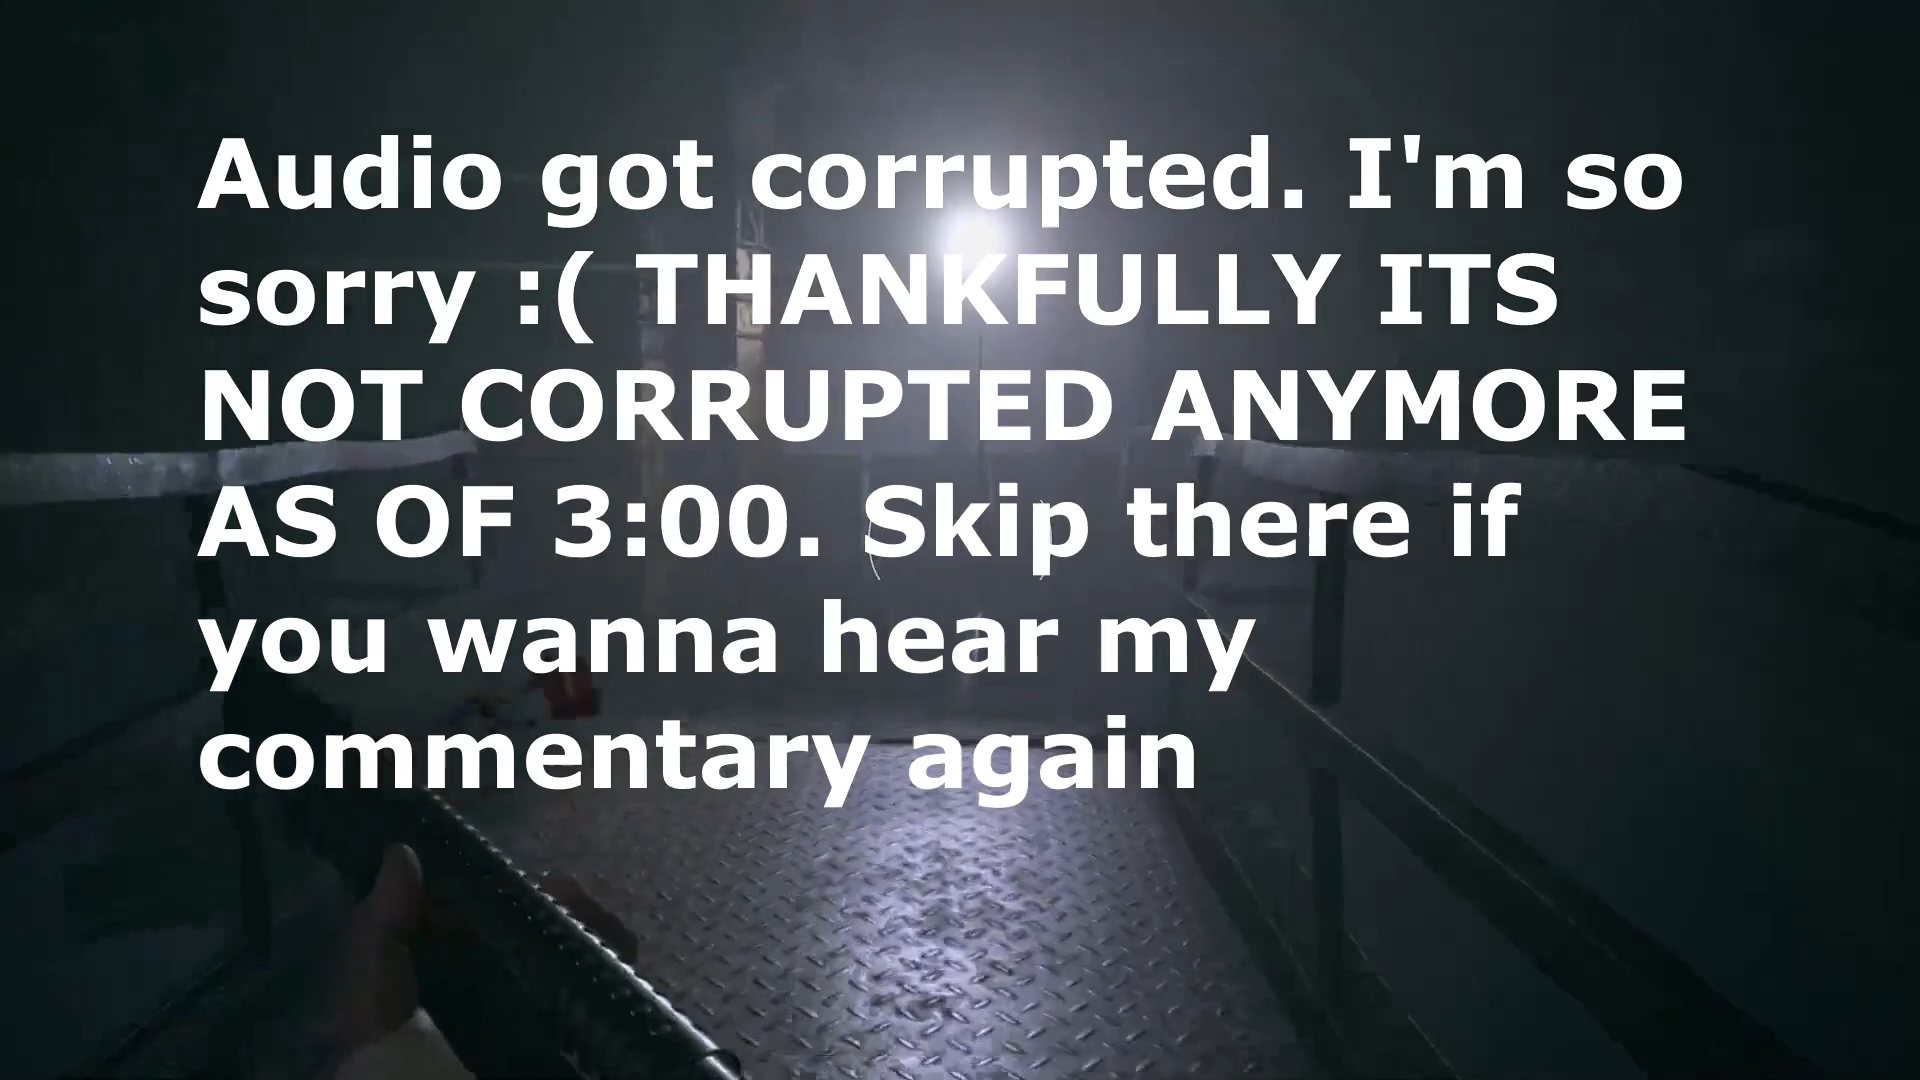 Audio got corrupted. I'm so
sorry :( THANKFULLY ITS
NOT CORRUPTED ANYMORE
AS OF 3:00. Skip there if
you wanna hear my
commentary again